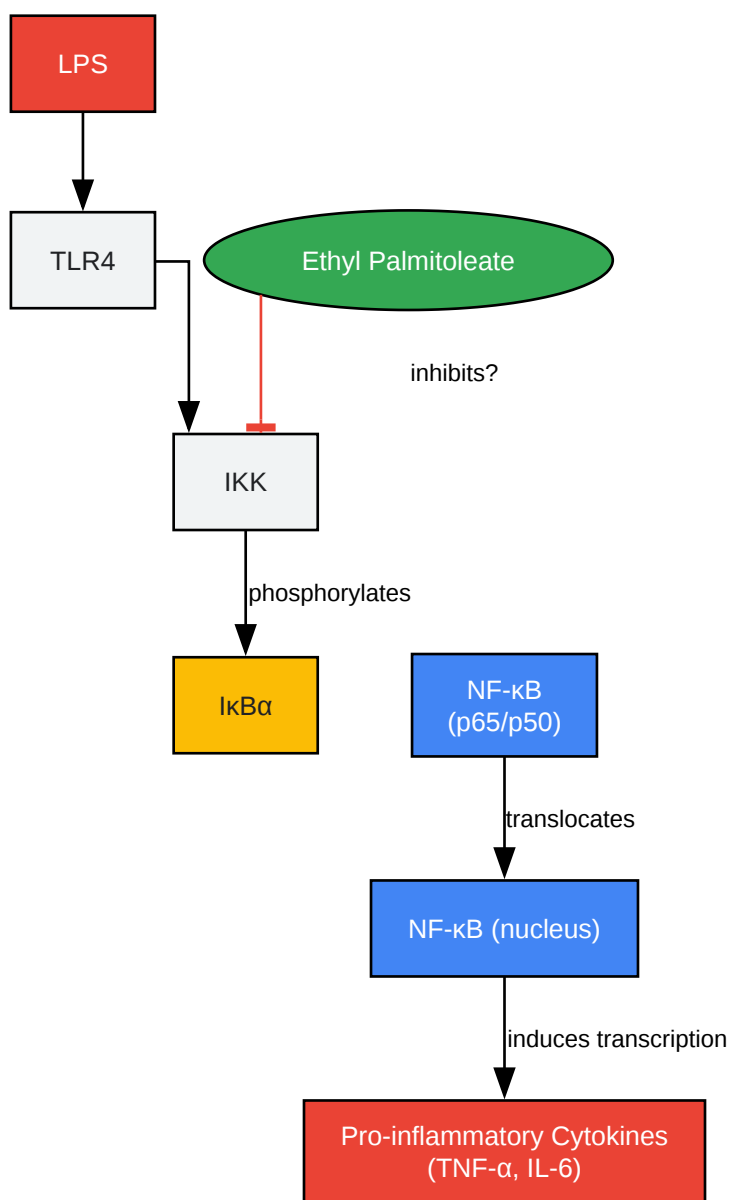 LPS
TLR4
Ethyl Palmitoleate
inhibits?
IKK
phosphorylates
IκBα
NF-κB
(p65/p50)
translocates
NF-κB (nucleus)
induces transcription
Pro-inflammatory Cytokines
(TNF-α, IL-6)